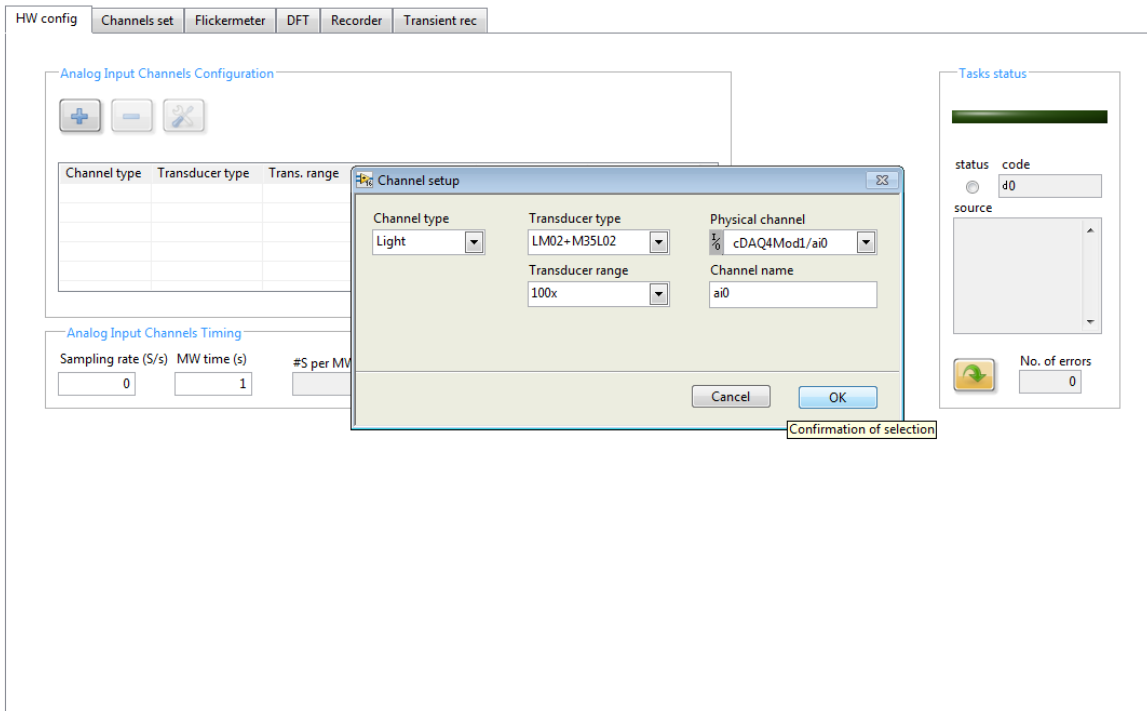 HW config Channels set Flickermeter DFT Recorder Transient rec
Analog Input Channels Configuration
Tasks status
Channel type Transducer type Trans. range
status code
d0
source
No. of errors
0
Channel setup
Channel type Transducer type Physical channel
Light LM02+M35L02 I/0 cDAQ4Mod1/ai0
Transducer range Channel name
100x ai0
Cancel OK
Confirmation of selection
Analog Input Channels Timing
Sampling rate (S/s) MW time (s) #S per MW
0 1